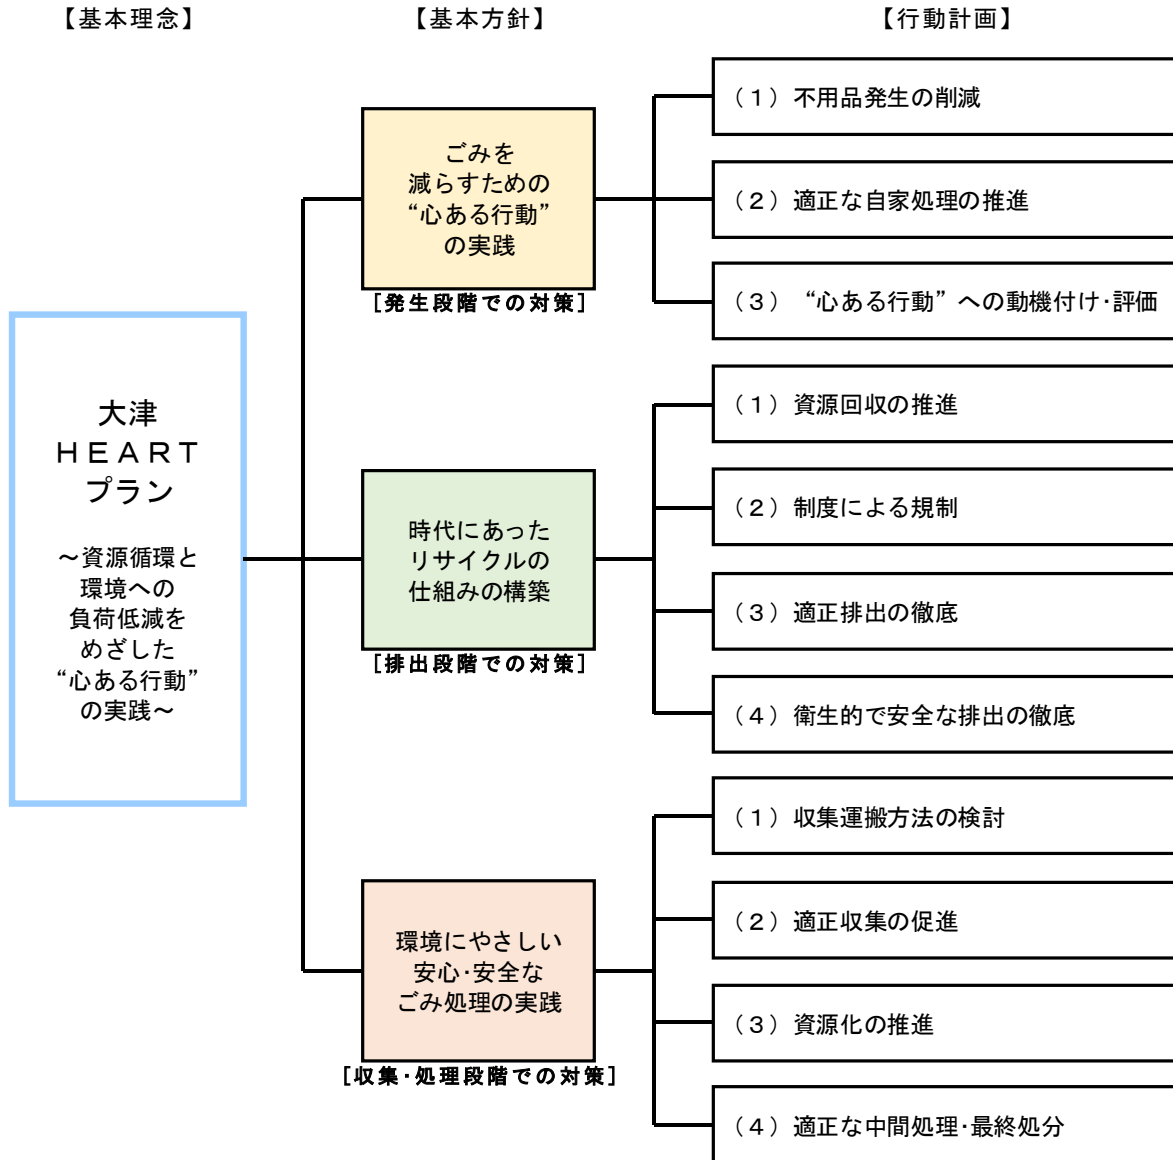 【基本理念】
【基本方針】
【行動計画】
大津
ＨＥＡＲＴ
プラン
～資源循環と
環境への
負荷低減を
めざした
“心ある行動”
の実践～
ごみを
減らすための
“心ある行動”
の実践
[発生段階での対策]
（１）不用品発生の削減
（２）適正な自家処理の推進
（３）“心ある行動”への動機付け･評価
時代にあった
リサイクルの
仕組みの構築
[排出段階での対策]
（１）資源回収の推進
（２）制度による規制
（３）適正排出の徹底
（４）衛生的で安全な排出の徹底
環境にやさしい
安心･安全な
ごみ処理の実践
[収集･処理段階での対策]
（１）収集運搬方法の検討
（２）適正収集の促進
（３）資源化の推進
（４）適正な中間処理･最終処分